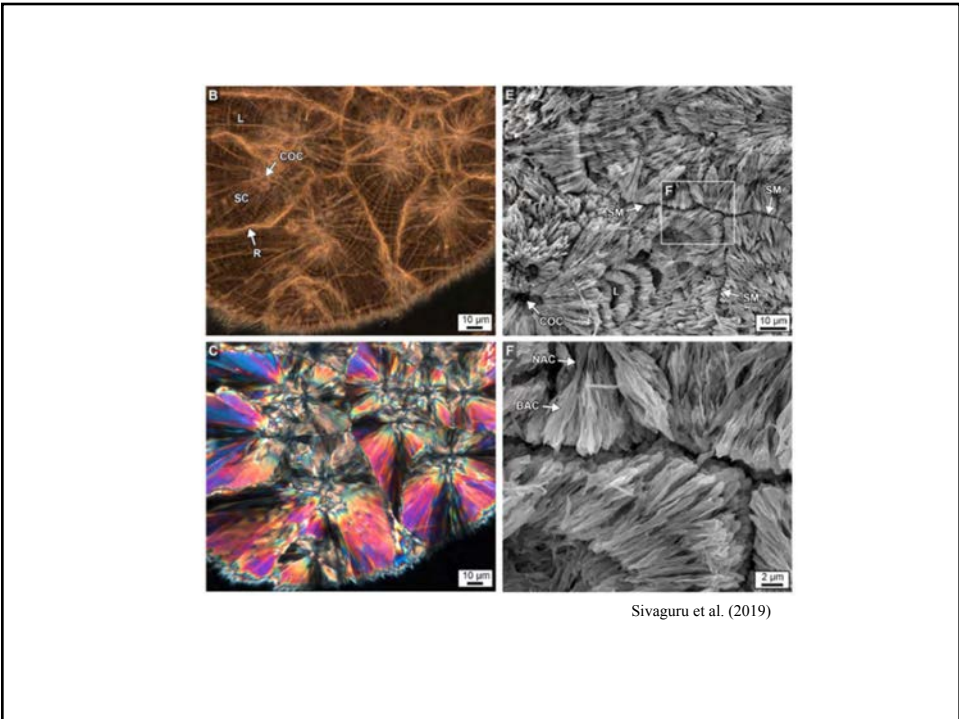 B
L
COC
SC
R
10 µm
E
F
SM
SM
SM
L
COC
10 µm
C
10 µm
F
NAC
BAC
2 µm
Sivaguru et al. (2019)